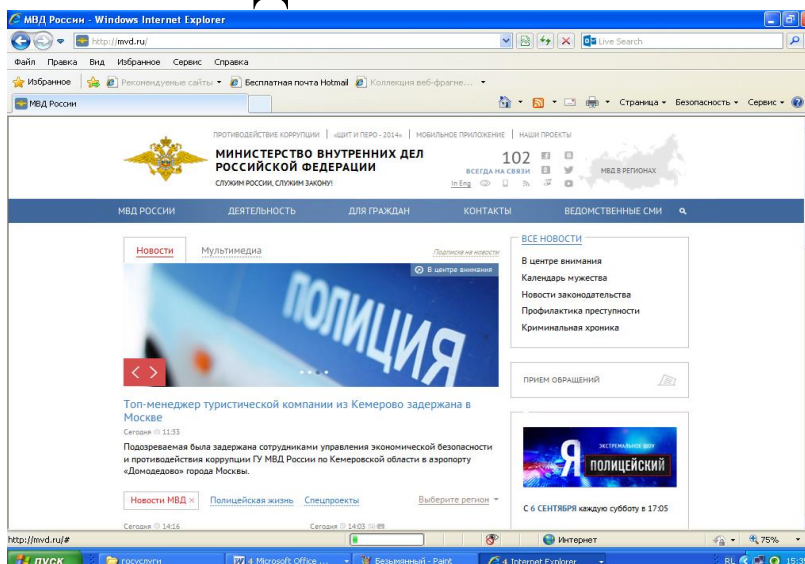 МВД России - Windows Internet Explorer
http://mvd.ru/
Live Search
Файл Правка Вид Избранное Сервис Справка
Избранное Рекомендуемые сайты Бесплатная почта Hotmail Коллекция веб-фрагме...
МВД России
Страница Безопасность Сервис
ПРОТИВОДЕЙСТВИЕ КОРРУПЦИИ | «ЩИТ И ПЕРО - 2014» | МОБИЛЬНОЕ ПРИЛОЖЕНИЕ | НАШИ ПРОЕКТЫ
МИНИСТЕРСТВО ВНУТРЕННИХ ДЕЛ
РОССИЙСКОЙ ФЕДЕРАЦИИ
СЛУЖИМ РОССИИ, СЛУЖИМ ЗАКОНУ!
102
ВСЕГДА НА СВЯЗИ
In Eng
МВД В РЕГИОНАХ
МВД РОССИИ ДЕЯТЕЛЬНОСТЬ ДЛЯ ГРАЖДАН КОНТАКТЫ ВЕДОМСТВЕННЫЕ СМИ
Новости Мультимедиа Подписка на новости
В центре внимания
ПОЛИЦИЯ
Топ-менеджер туристической компании из Кемерово задержана в
Москве
Сегодня 11:33
Подозреваемая была задержана сотрудниками управления экономической безопасности
и противодействия коррупции ГУ МВД России по Кемеровской области в аэропорту
«Домодедово» города Москвы.
Новости МВД × Полицейская жизнь Спецпроекты Выберите регион
Сегодня 14:16 Сегодня 14:03
ВСЕ НОВОСТИ
В центре внимания
Календарь мужества
Новости законодательства
Профилактика преступности
Криминальная хроника
ПРИЕМ ОБРАЩЕНИЙ
ЭКСТРЕМАЛЬНОЕ ШОУ
Я ПОЛИЦЕЙСКИЙ
С 6 СЕНТЯБРЯ каждую субботу в 17:05
http://mvd.ru/# Интернет 75%
пуск госуслуги 4 Microsoft Office ... Безымянный - Paint 4 Internet Explorer RL